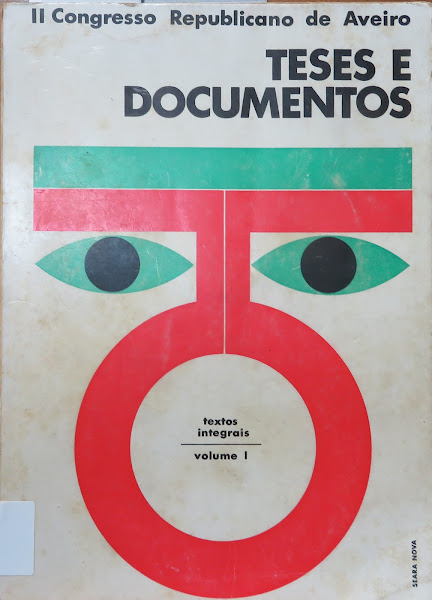 II Congresso Republicano de Aveiro
TESES E
DOCUMENTOS
textos
integrais
volume I
SEARA NOVA